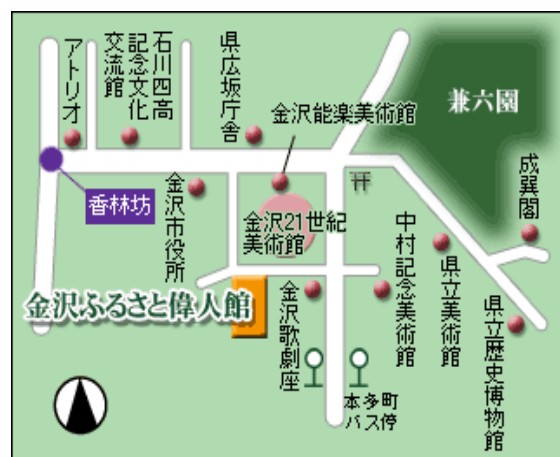 アトリオ
石川四高
記念文化
交流館
県広坂庁舎
金沢能楽美術館
兼六園
香林坊
金沢市役所
金沢21世紀
美術館
成巽閣
中村記念美術館
県立美術館
県立歴史博物館
金沢ふるさと偉人館
金沢歌劇座
本多町
バス停